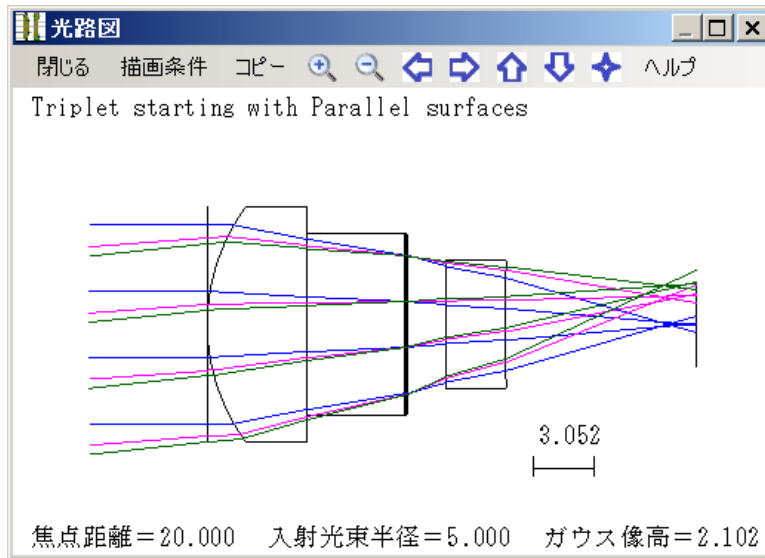 光路図
閉じる 描画条件 コピー ヘルプ
Triplet starting with Parallel surfaces
3.052
焦点距離=20.000 入射光束半径=5.000 ガウス像高=2.102